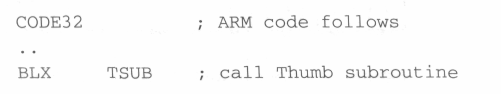 CODE32 ; ARM code follows
..
BLX TSUB ; call Thumb subroutine